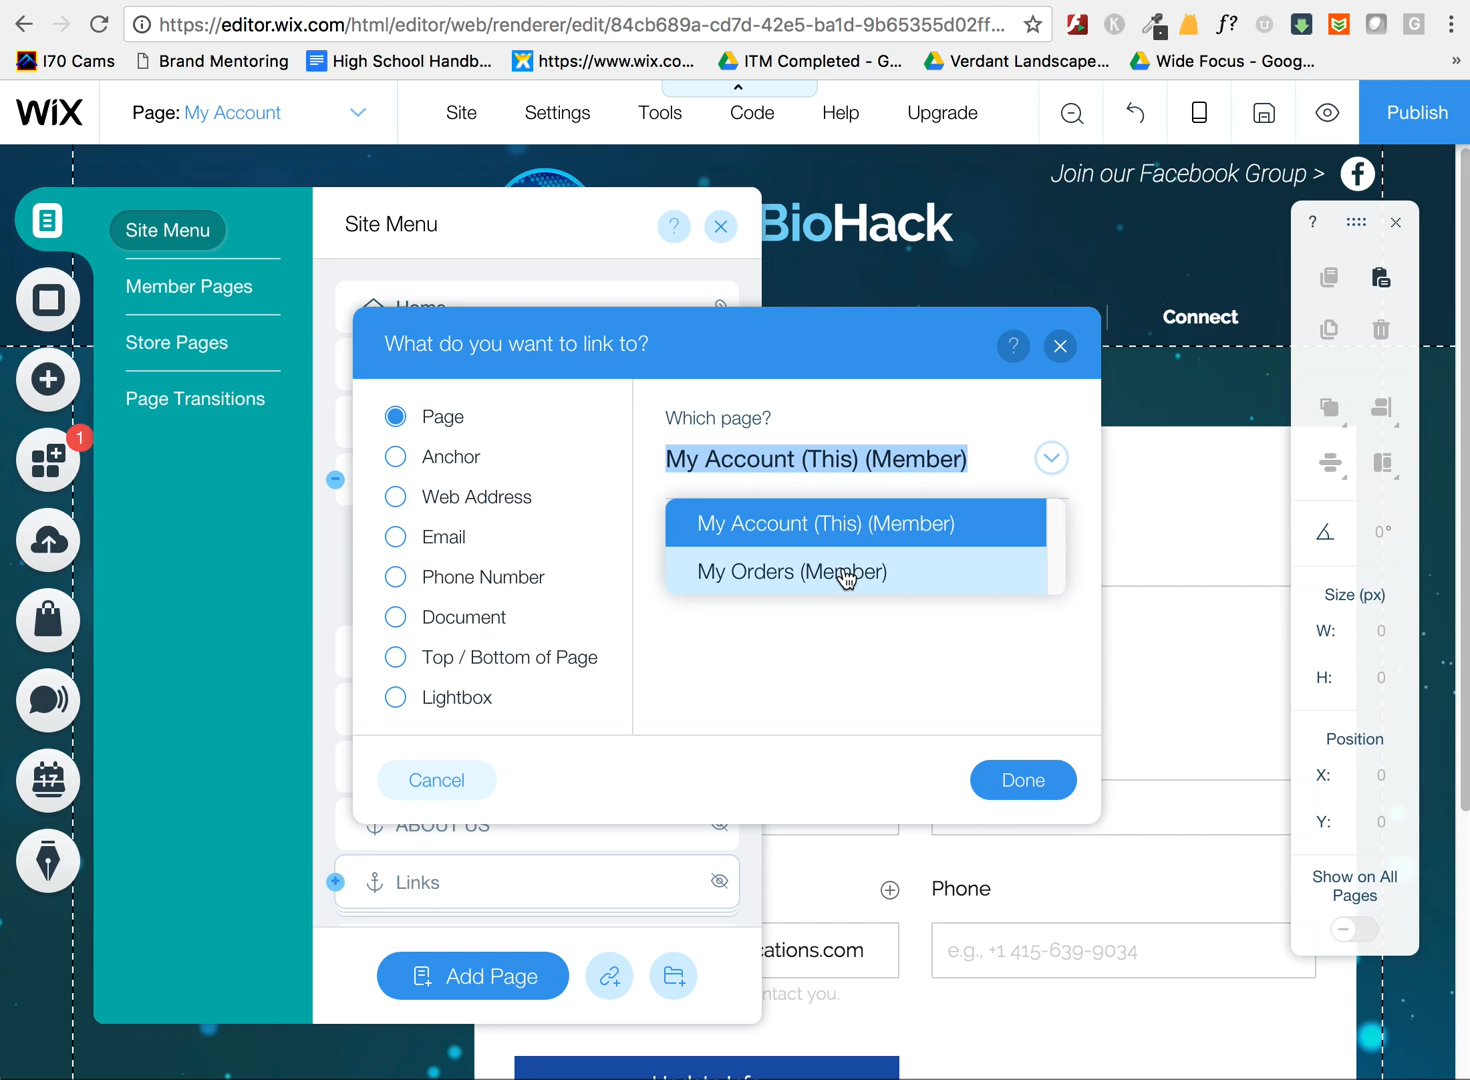 https://editor.wix.com/html/editor/web/renderer/edit/84cb689a-cd7d-42e5-ba1d-9b65355d02ff...
I70 Cams
Brand Mentoring
High School Handb...
https://www.wix.co...
ITM Completed - G...
Verdant Landscape...
Wide Focus - Goog...
»
WiX
Page: My Account
Site
Settings
Tools
Code
Help
Upgrade
Publish
Join our Facebook Group >
BioHack
Connect
Site Menu
Member Pages
Store Pages
Page Transitions
1
17
Site Menu
?
Home
What do you want to link to?
?
Page
Anchor
Web Address
Email
Phone Number
Document
Top / Bottom of Page
Lightbox
Which page?
My Account (This) (Member)
My Account (This) (Member)
My Orders (Member)
Cancel
Done
ABOUT US
Links
Add Page
Phone
cations.com
e.g., +1 415-639-9034
ntact you.
?
0°
Size (px)
W: 0
H: 0
Position
X: 0
Y: 0
Show on All
Pages